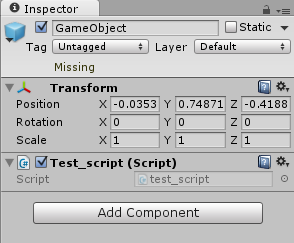 Inspector
GameObject Static
Tag Untagged Layer Default
Missing
Transform
Position X -0.0353 Y 0.74871 Z -0.4188
Rotation X 0 Y 0 Z 0
Scale X 1 Y 1 Z 1
Test_script (Script)
Script test_script
Add Component